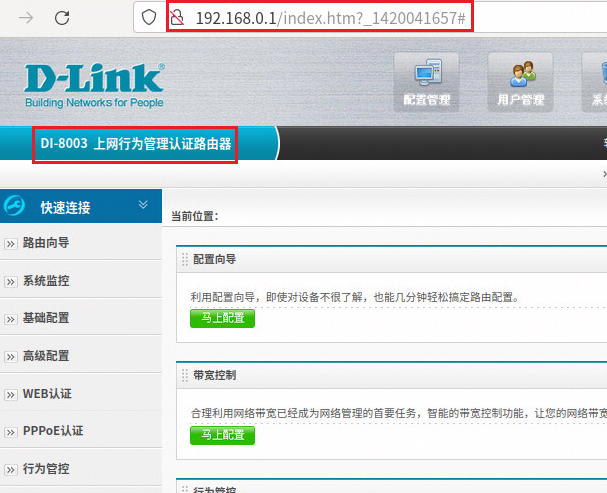 192.168.0.1/index.htm?_1420041657#
D-Link
Building Networks for People
配置管理
用户管理
DI-8003 上网行为管理认证路由器
快速连接
当前位置:
路由向导
系统监控
基础配置
高级配置
WEB认证
PPPoE认证
行为管控
配置向导
利用配置向导，即使对设备不很了解，也能几分钟轻松搞定路由配置。
马上配置
带宽控制
合理利用网络带宽已经成为网络管理的首要任务，智能的带宽控制功能，让您的网络带宽
马上配置
行为管控